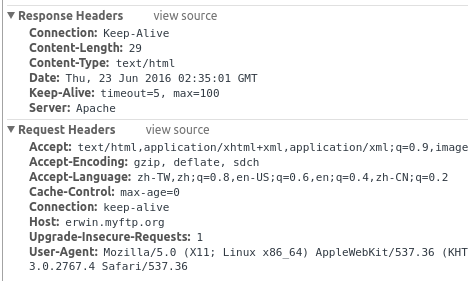 Response Headers view source
Connection: Keep-Alive
Content-Length: 29
Content-Type: text/html
Date: Thu, 23 Jun 2016 02:35:01 GMT
Keep-Alive: timeout=5, max=100
Server: Apache
Request Headers view source
Accept: text/html,application/xhtml+xml,application/xml;q=0.9,image
Accept-Encoding: gzip, deflate, sdch
Accept-Language: zh-TW,zh;q=0.8,en-US;q=0.6,en;q=0.4,zh-CN;q=0.2
Cache-Control: max-age=0
Connection: keep-alive
Host: erwin.myftp.org
Upgrade-Insecure-Requests: 1
User-Agent: Mozilla/5.0 (X11; Linux x86_64) AppleWebKit/537.36 (KHT
3.0.2767.4 Safari/537.36